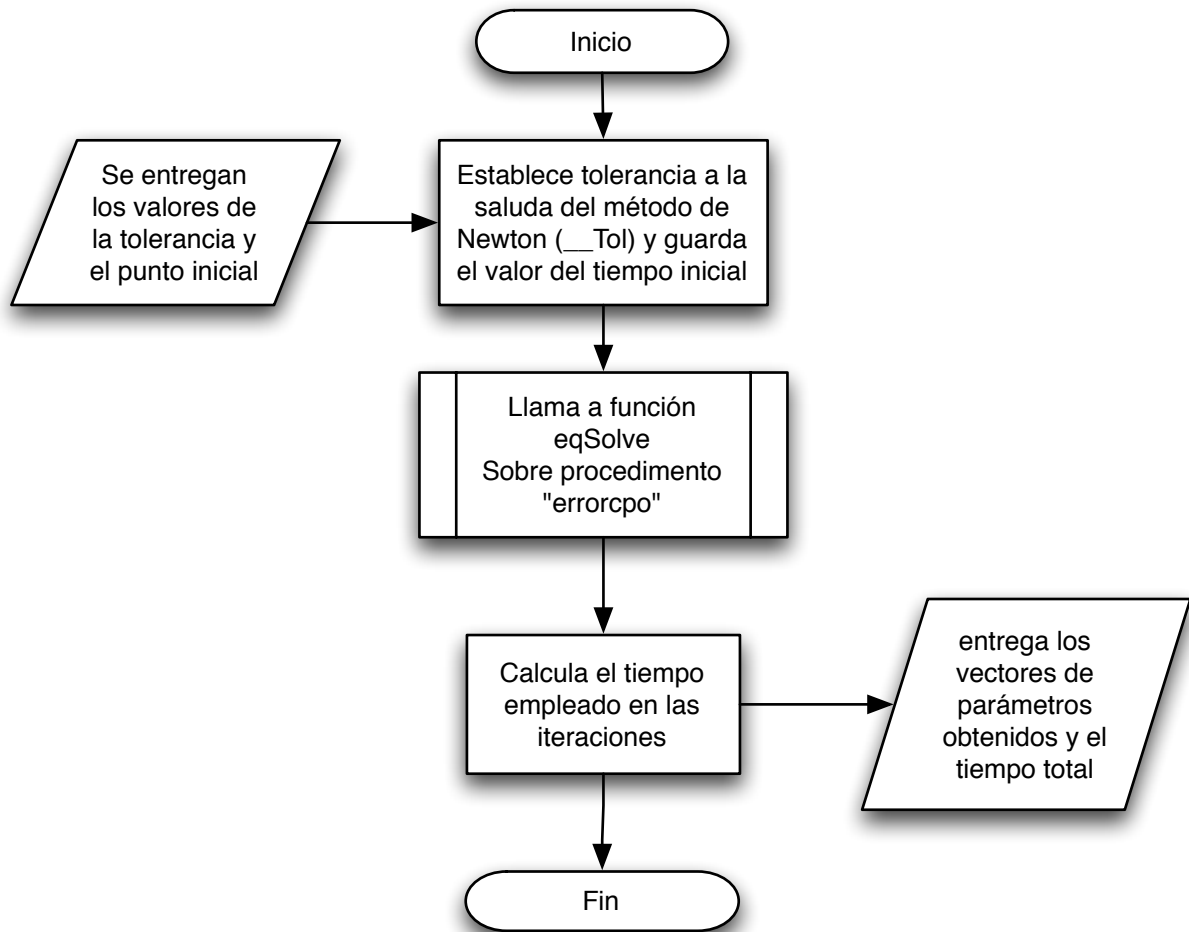 Inicio
Se entregan
los valores de
la tolerancia y
el punto inicial
Establece tolerancia a la
saluda del método de
Newton (__Tol) y guarda
el valor del tiempo inicial
Llama a función
eqSolve
Sobre procedimento
"errorcpo"
Calcula el tiempo
empleado en las
iteraciones
entrega los
vectores de
parámetros
obtenidos y el
tiempo total
Fin